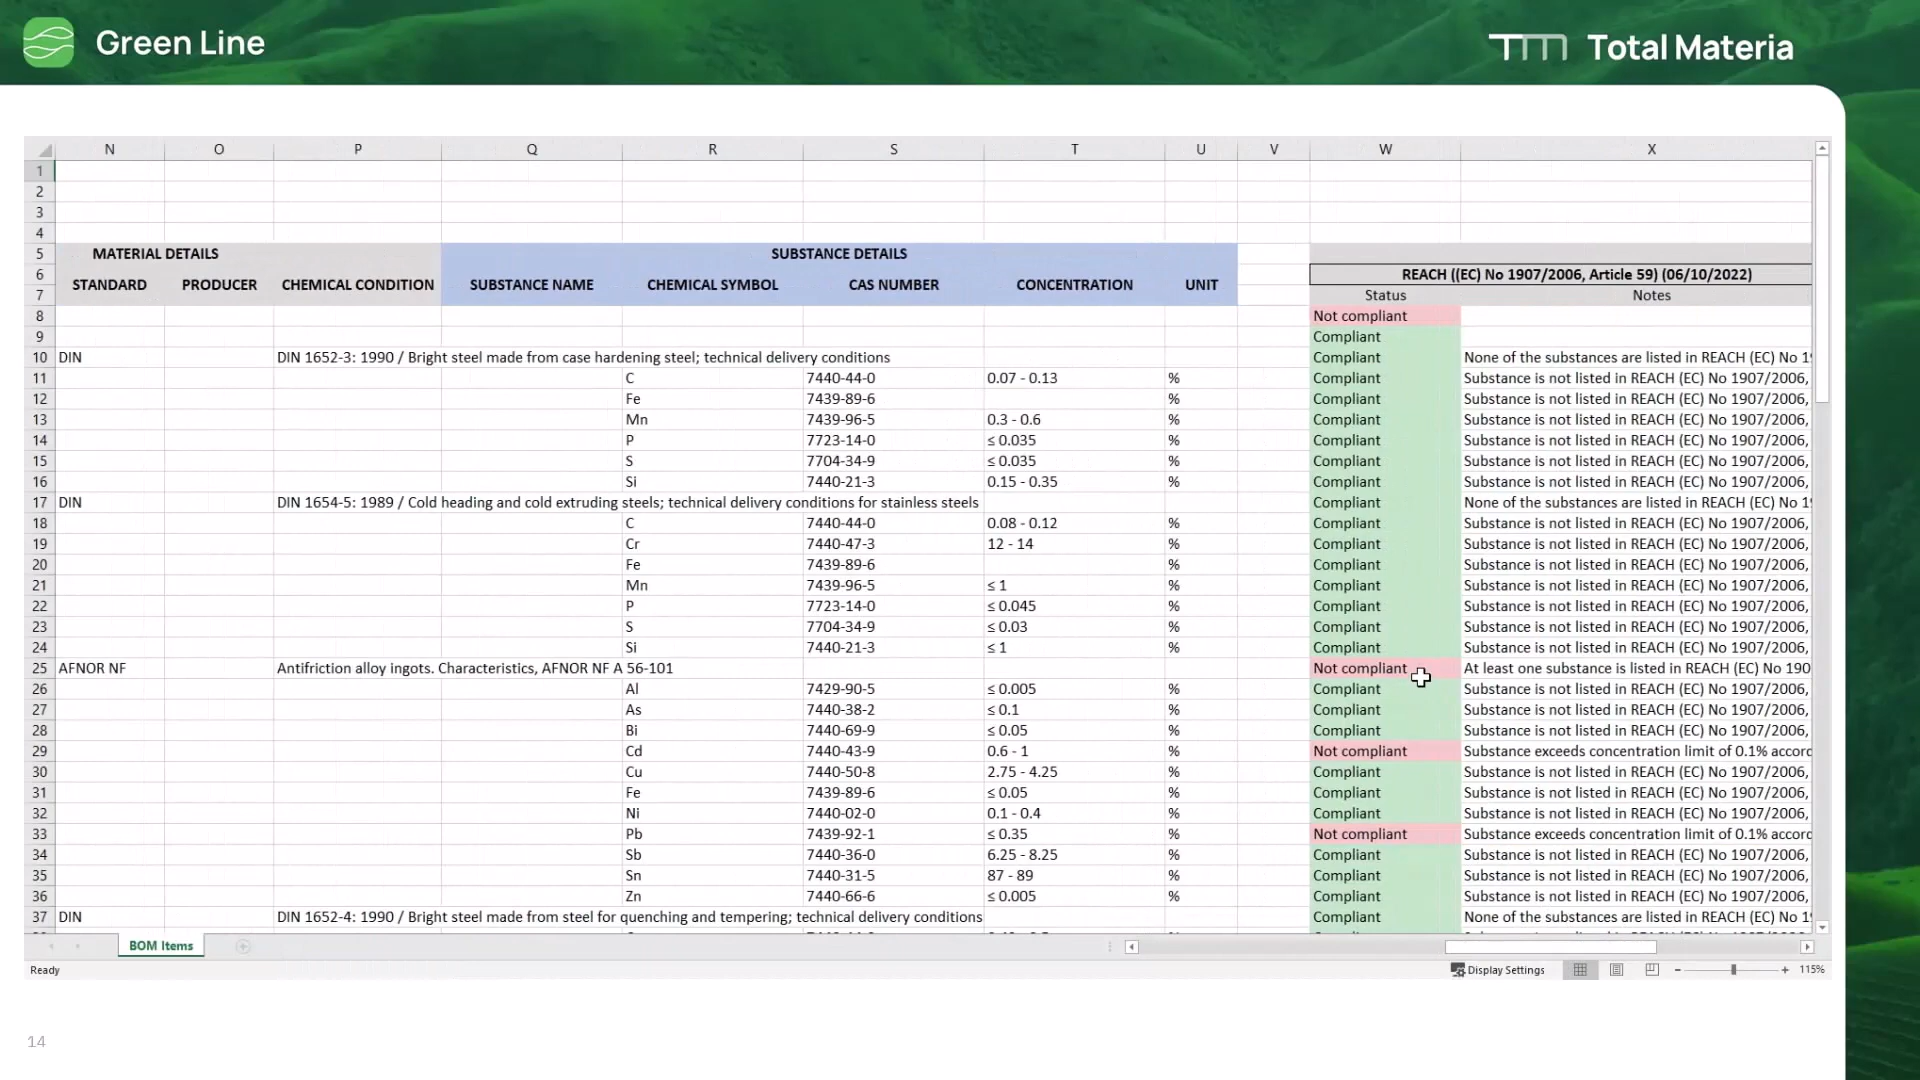 Green Line
Total Materia
N O P Q R S T U V W X
1
2
3
4
5 MATERIAL DETAILS SUBSTANCE DETAILS
6 REACH ((EC) No 1907/2006, Article 59) (06/10/2022)
STANDARD PRODUCER CHEMICAL CONDITION SUBSTANCE NAME CHEMICAL SYMBOL CAS NUMBER CONCENTRATION UNIT
7 Status Notes
8 Not compliant
9 Compliant
10 DIN DIN 1652-3: 1990 / Bright steel made from case hardening steel; technical delivery conditions Compliant None of the substances are listed in REACH (EC) No 19
11 C 7440-44-0 0.07 - 0.13 % Compliant Substance is not listed in REACH (EC) No 1907/2006,
12 Fe 7439-89-6 % Compliant Substance is not listed in REACH (EC) No 1907/2006,
13 Mn 7439-96-5 0.3 - 0.6 % Compliant Substance is not listed in REACH (EC) No 1907/2006,
14 P 7723-14-0 ≤ 0.035 % Compliant Substance is not listed in REACH (EC) No 1907/2006,
15 S 7704-34-9 ≤ 0.035 % Compliant Substance is not listed in REACH (EC) No 1907/2006,
16 Si 7440-21-3 0.15 - 0.35 % Compliant Substance is not listed in REACH (EC) No 1907/2006,
17 DIN DIN 1654-5: 1989 / Cold heading and cold extruding steels; technical delivery conditions for stainless steels Compliant None of the substances are listed in REACH (EC) No 19
18 C 7440-44-0 0.08 - 0.12 % Compliant Substance is not listed in REACH (EC) No 1907/2006,
19 Cr 7440-47-3 12 - 14 % Compliant Substance is not listed in REACH (EC) No 1907/2006,
20 Fe 7439-89-6 % Compliant Substance is not listed in REACH (EC) No 1907/2006,
21 Mn 7439-96-5 ≤ 1 % Compliant Substance is not listed in REACH (EC) No 1907/2006,
22 P 7723-14-0 ≤ 0.045 % Compliant Substance is not listed in REACH (EC) No 1907/2006,
23 S 7704-34-9 ≤ 0.03 % Compliant Substance is not listed in REACH (EC) No 1907/2006,
24 Si 7440-21-3 ≤ 1 % Compliant Substance is not listed in REACH (EC) No 1907/2006,
25 AFNOR NF Antifriction alloy ingots. Characteristics, AFNOR NF A 56-101 Not compliant At least one substance is listed in REACH (EC) No 190
26 Al 7429-90-5 ≤ 0.005 % Compliant Substance is not listed in REACH (EC) No 1907/2006,
27 As 7440-38-2 ≤ 0.1 % Compliant Substance is not listed in REACH (EC) No 1907/2006,
28 Bi 7440-69-9 ≤ 0.05 % Compliant Substance is not listed in REACH (EC) No 1907/2006,
29 Cd 7440-43-9 0.6 - 1 % Not compliant Substance exceeds concentration limit of 0.1% accord
30 Cu 7440-50-8 2.75 - 4.25 % Compliant Substance is not listed in REACH (EC) No 1907/2006,
31 Fe 7439-89-6 ≤ 0.05 % Compliant Substance is not listed in REACH (EC) No 1907/2006,
32 Ni 7440-02-0 0.1 - 0.4 % Compliant Substance is not listed in REACH (EC) No 1907/2006,
33 Pb 7439-92-1 ≤ 0.35 % Not compliant Substance exceeds concentration limit of 0.1% accord
34 Sb 7440-36-0 6.25 - 8.25 % Compliant Substance is not listed in REACH (EC) No 1907/2006,
35 Sn 7440-31-5 87 - 89 % Compliant Substance is not listed in REACH (EC) No 1907/2006,
36 Zn 7440-66-6 ≤ 0.005 % Compliant Substance is not listed in REACH (EC) No 1907/2006,
37 DIN DIN 1652-4: 1990 / Bright steel made from steel for quenching and tempering; technical delivery conditions Compliant None of the substances are listed in REACH (EC) No 19
BOM Items
Ready Display Settings 115%
14